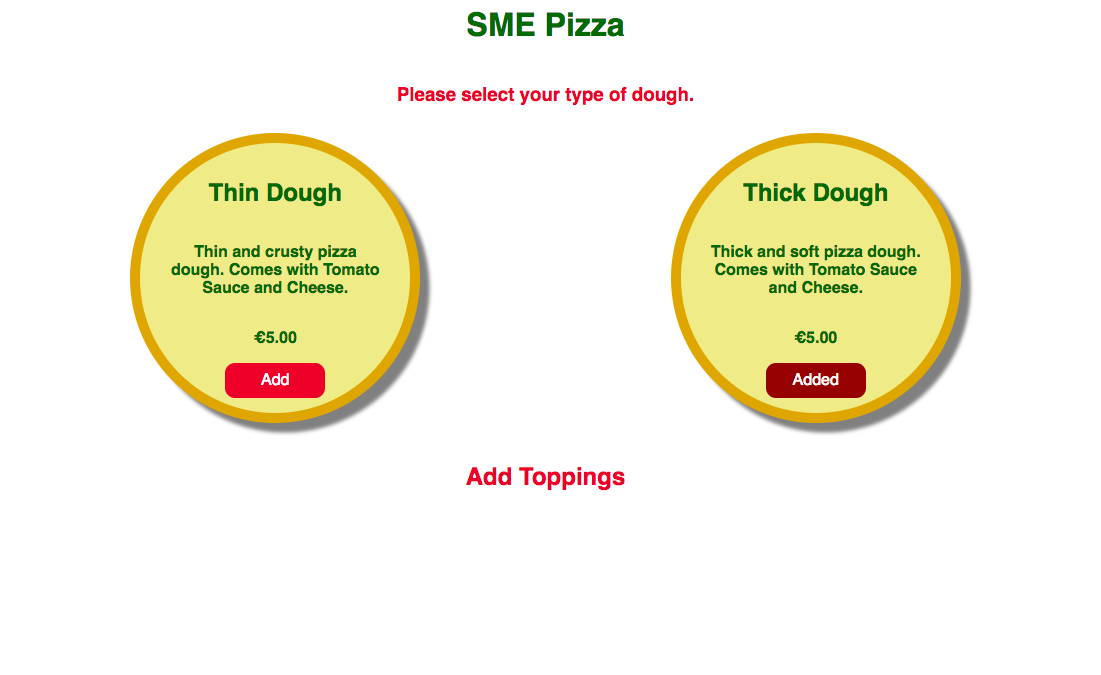 SME Pizza
Please select your type of dough.
Thin Dough
Thin and crusty pizza
dough. Comes with Tomato
Sauce and Cheese.
€5.00
Add
Thick Dough
Thick and soft pizza dough.
Comes with Tomato Sauce
and Cheese.
€5.00
Added
Add Toppings